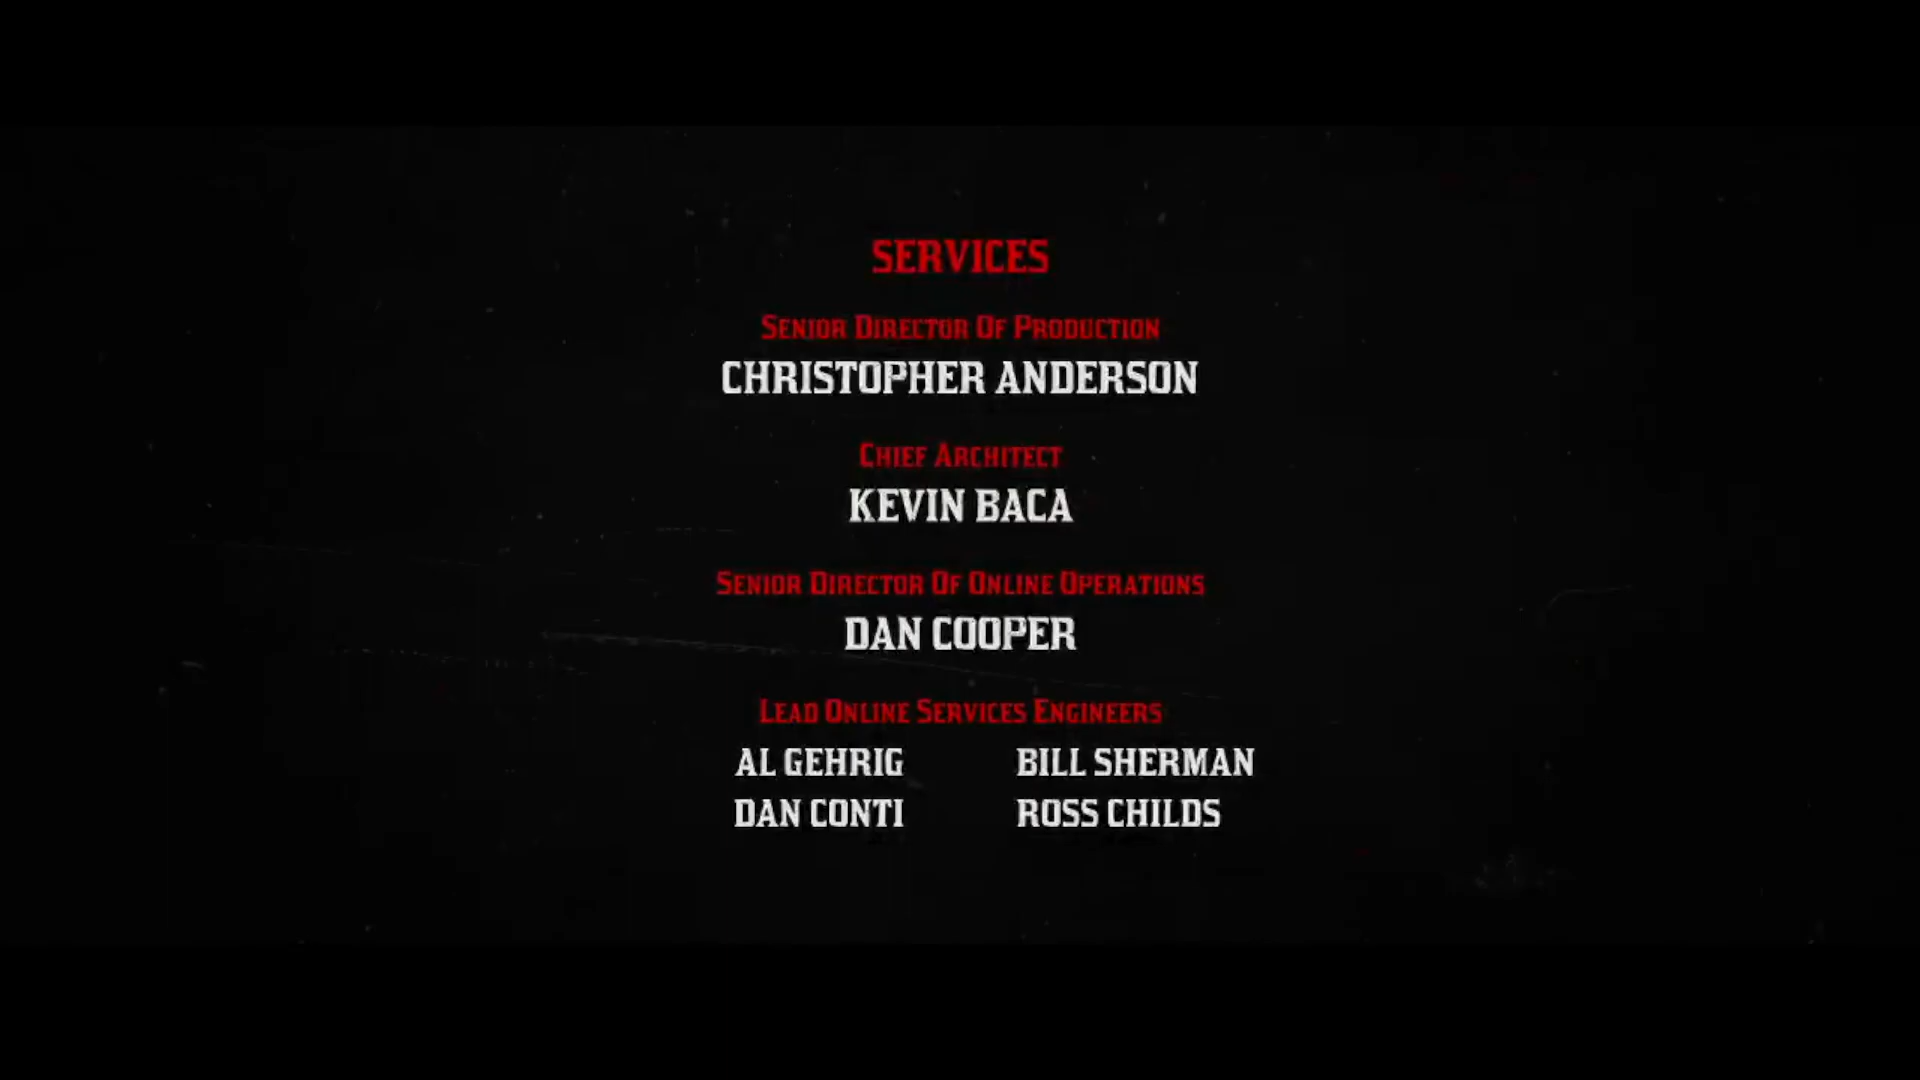 SERVICES
Senior Director Of Production
CHRISTOPHER ANDERSON
Chief Architect
KEVIN BACA
Senior Director Of Online Operations
DAN COOPER
Lead Online Services Engineers
AL GEHRIG BILL SHERMAN
DAN CONTI ROSS CHILDS